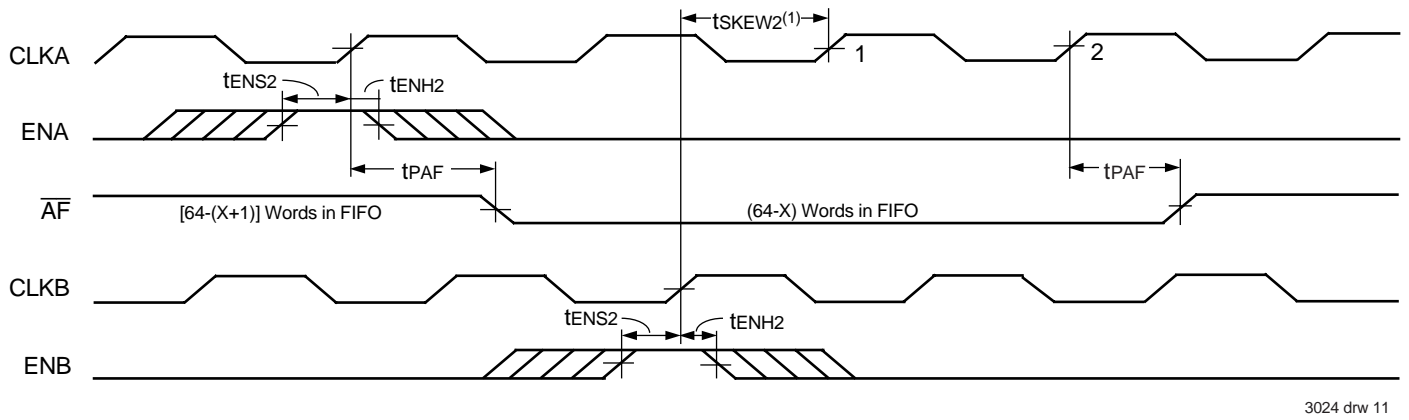 tSKEW2(1)
CLKA
1
2
tENS2
tENH2
ENA
tPAF
tPAF
AF
[64-(X+1)] Words in FIFO
(64-X) Words in FIFO
CLKB
tENS2
tENH2
ENB
3024 drw 11